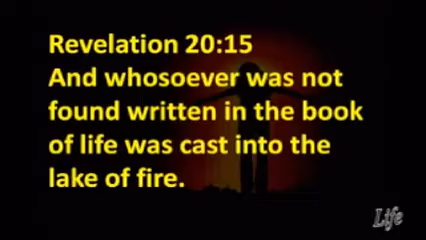 Revelation 20:15
And whosoever was not
found written in the book
of life was cast into the
lake of fire.
Life